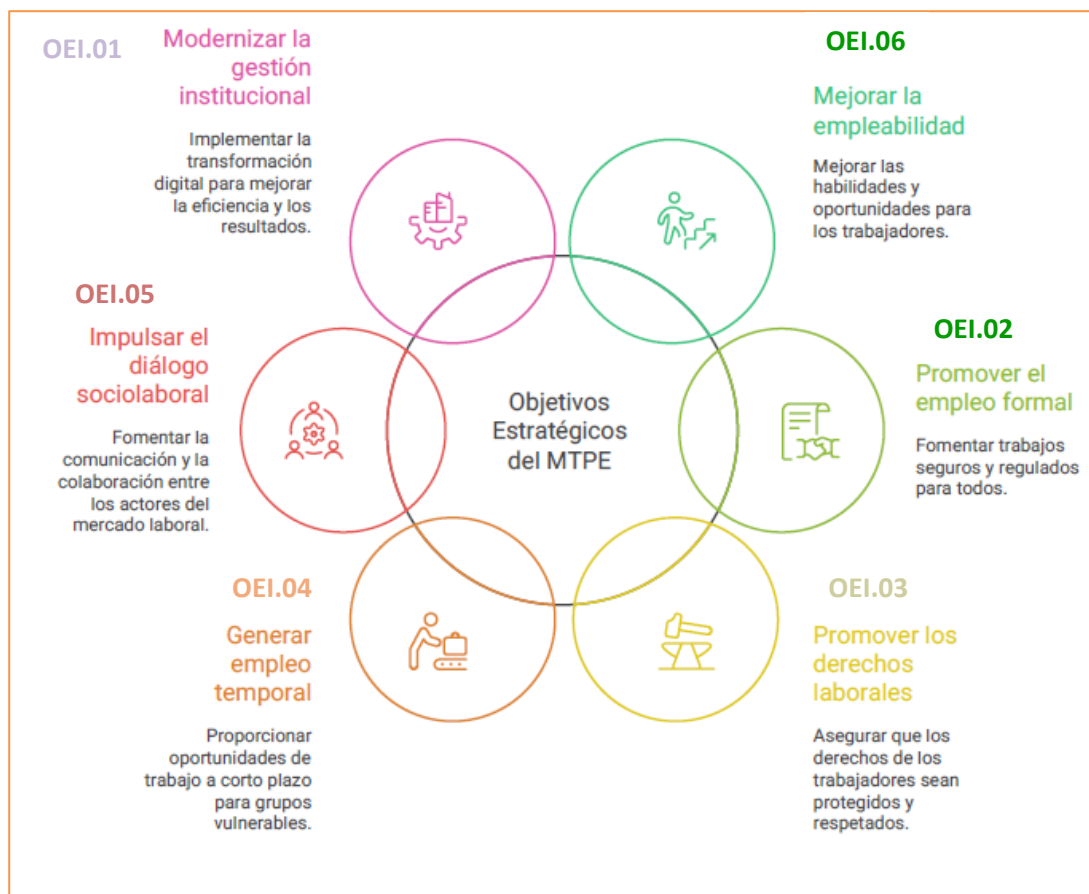 OEI.01
Modernizar la
gestión
institucional
Implementar la
transformación
digital para mejorar
la eficiencia y los
resultados.
OEI.06
Mejorar la
empleabilidad
Mejorar las
habilidades y
oportunidades para
los trabajadores.
OEI.05
Impulsar el
diálogo
sociolaboral
Fomentar la
comunicación y la
colaboración entre
los actores del
mercado laboral.
Objetivos
Estratégicos
del MTPE
OEI.02
Promover el
empleo formal
Fomentar trabajos
seguros y regulados
para todos.
OEI.04
Generar
empleo
temporal
Proporcionar
oportunidades de
trabajo a corto plazo
para grupos
vulnerables.
OEI.03
Promover los
derechos
laborales
Asegurar que los
derechos de los
trabajadores sean
protegidos y
respetados.